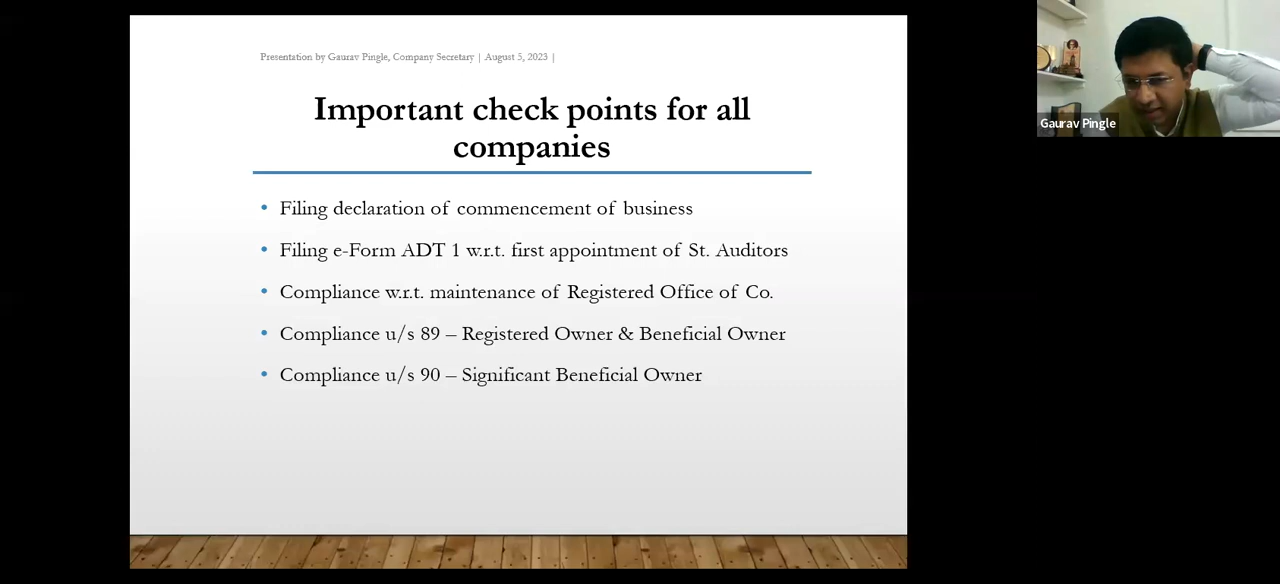 Presentation by Gaurav Pingle, Company Secretary | August 5, 2023 |
Important check points for all
companies
• Filing declaration of commencement of business
• Filing e-Form ADT 1 w.r.t. first appointment of St. Auditors
• Compliance w.r.t. maintenance of Registered Office of Co.
• Compliance u/s 89 – Registered Owner & Beneficial Owner
• Compliance u/s 90 – Significant Beneficial Owner
Gaurav Pingle